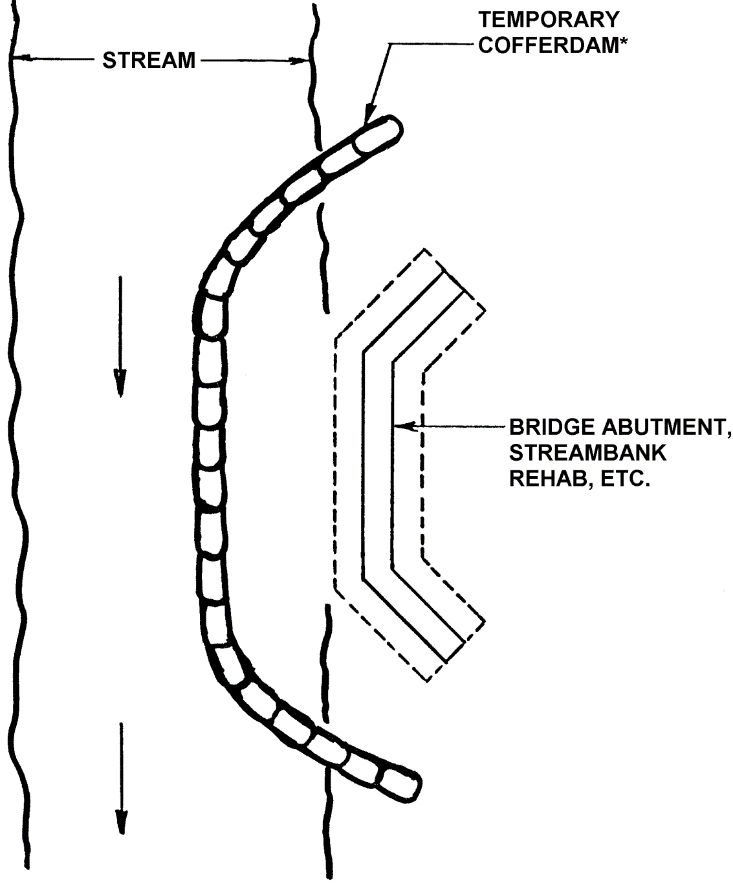 TEMPORARY
COFFERDAM*
STREAM
BRIDGE ABUTMENT,
STREAMBANK
REHAB, ETC.